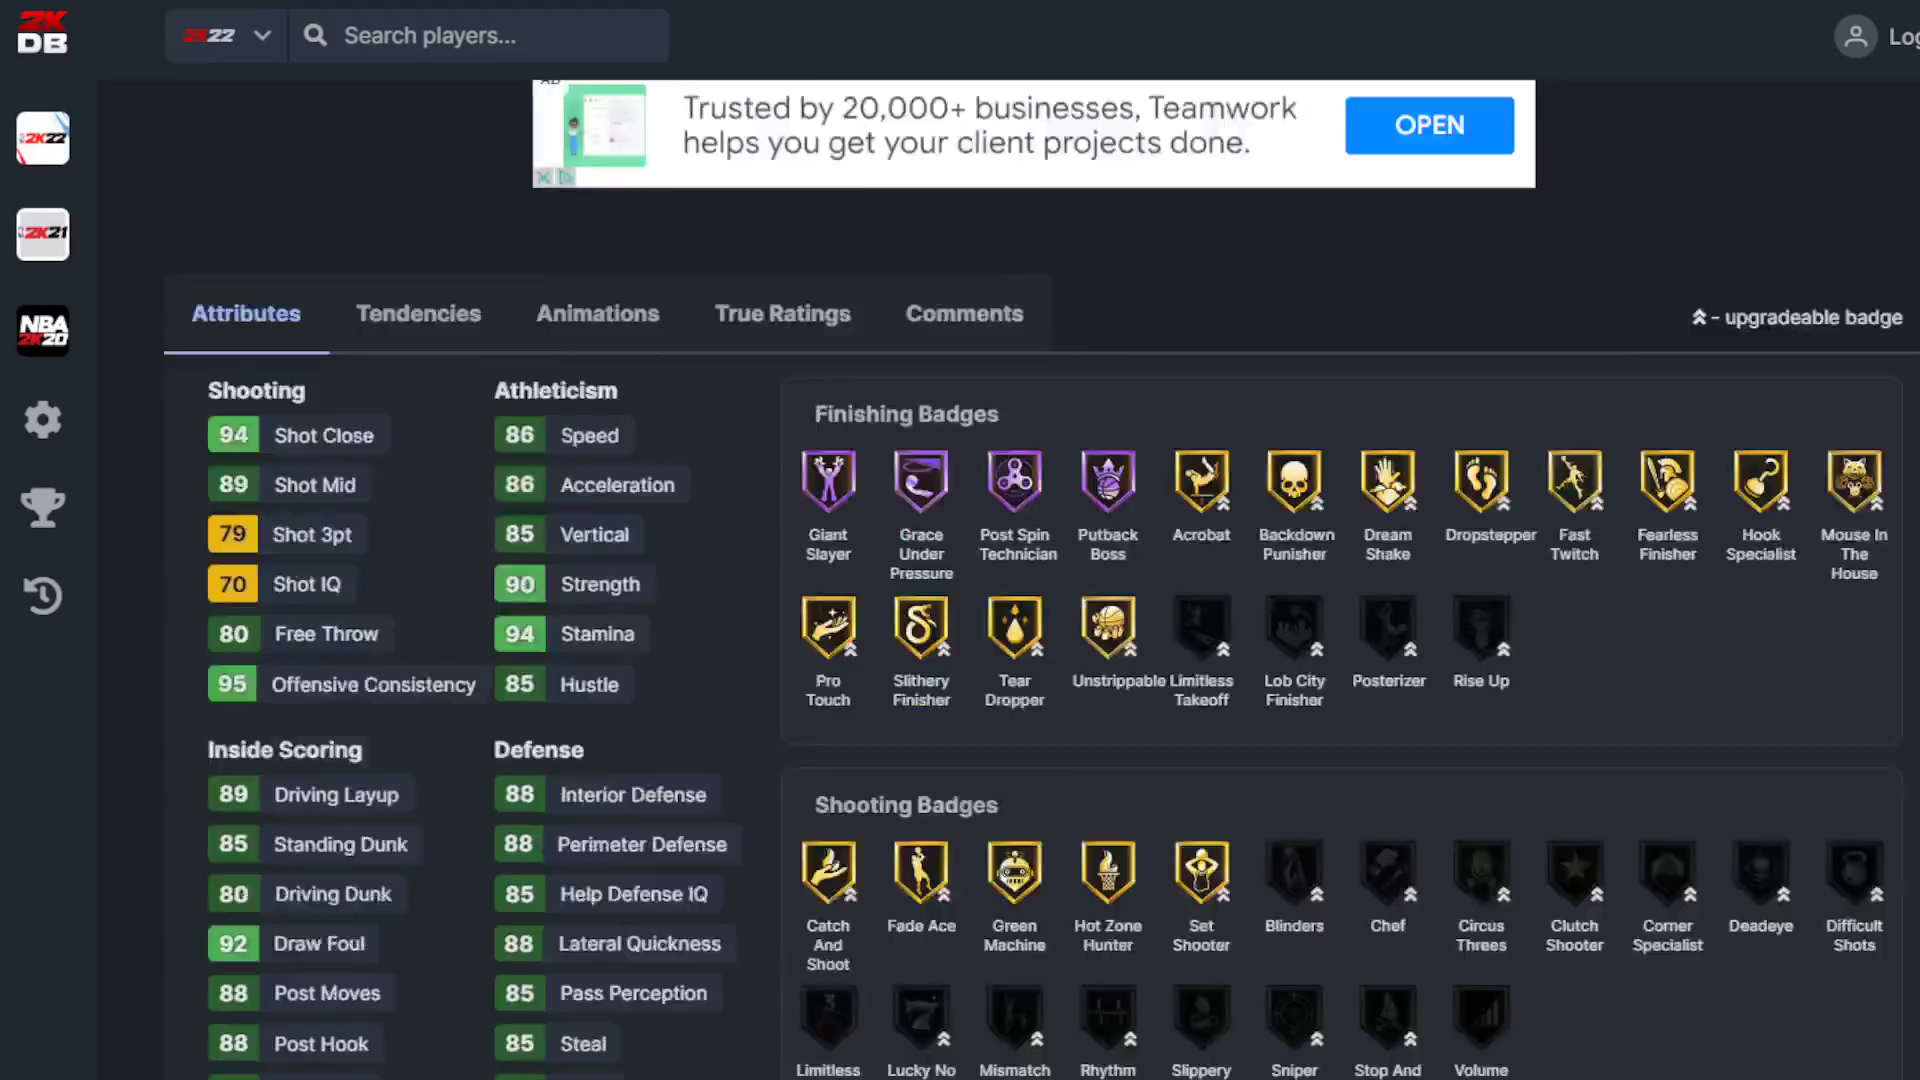 2K
DB
2K22
Search players...
Log
AD
Trusted by 20,000+ businesses, Teamwork
helps you get your client projects done.
OPEN
2K22
2K21
NBA
2K20
Attributes
Tendencies
Animations
True Ratings
Comments
- upgradeable badge
Shooting
94 Shot Close
89 Shot Mid
79 Shot 3pt
70 Shot IQ
80 Free Throw
95 Offensive Consistency
Athleticism
86 Speed
86 Acceleration
85 Vertical
90 Strength
94 Stamina
85 Hustle
Inside Scoring
89 Driving Layup
85 Standing Dunk
80 Driving Dunk
92 Draw Foul
88 Post Moves
88 Post Hook
Defense
88 Interior Defense
88 Perimeter Defense
85 Help Defense IQ
88 Lateral Quickness
85 Pass Perception
85 Steal
Finishing Badges
Giant
Slayer
Grace
Under
Pressure
Post Spin
Technician
Putback
Boss
Acrobat
Backdown
Punisher
Dream
Shake
Dropstepper
Fast
Twitch
Fearless
Finisher
Hook
Specialist
Mouse In
The
House
Pro
Touch
Slithery
Finisher
Tear
Dropper
Unstrippable
Limitless
Takeoff
Lob City
Finisher
Posterizer
Rise Up
Shooting Badges
Catch
And
Shoot
Fade Ace
Green
Machine
Hot Zone
Hunter
Set
Shooter
Blinders
Chef
Circus
Threes
Clutch
Shooter
Corner
Specialist
Deadeye
Difficult
Shots
Limitless
Lucky No
Mismatch
Rhythm
Slippery
Sniper
Stop And
Volume